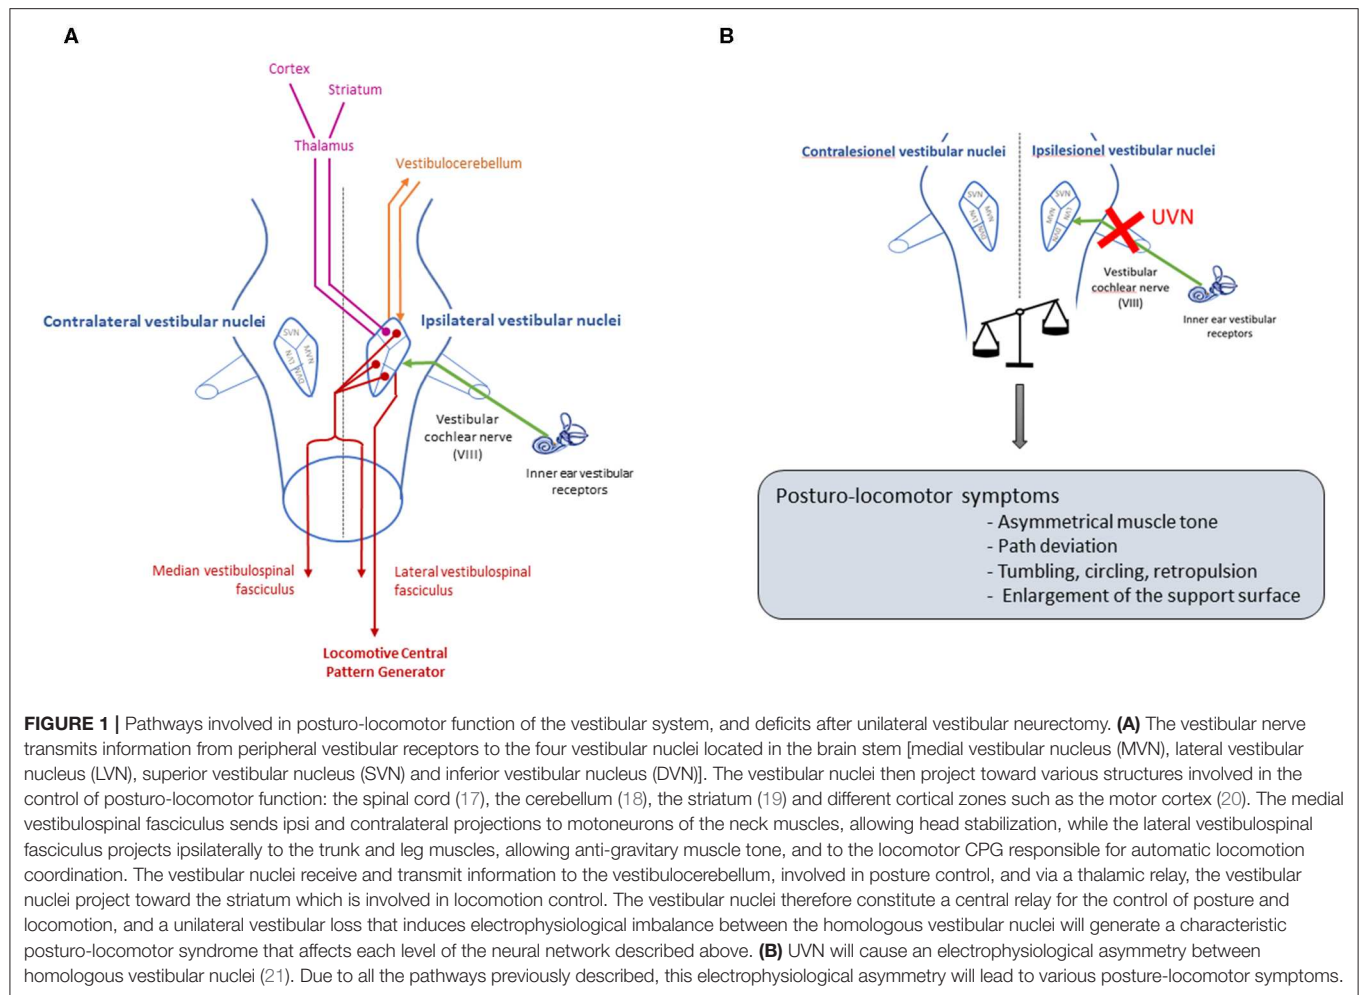 A
Cortex
Striatum
Thalamus
Vestibulocerebellum
Contralateral vestibular nuclei
Ipsilateral vestibular nuclei
SVN
MVN
LVN
DVN
Vestibular
cochlear nerve
(VIII)
Inner ear vestibular
receptors
Median vestibulospinal
fasciculus
Lateral vestibulospinal
fasciculus
Locomotive Central
Pattern Generator
B
Contralesionel vestibular nuclei
Ipsilesionel vestibular nuclei
SVN
MVN
LVN
DVN
SVN
MVN
LVN
DVN
UVN
Vestibular
cochlear nerve
(VIII)
Inner ear vestibular
receptors
Posturo-locomotor symptoms
- Asymmetrical muscle tone
- Path deviation
- Tumbling, circling, retropulsion
- Enlargement of the support surface
FIGURE 1 | Pathways involved in posturo-locomotor function of the vestibular system, and deficits after unilateral vestibular neurectomy. (A) The vestibular nerve
transmits information from peripheral vestibular receptors to the four vestibular nuclei located in the brain stem [medial vestibular nucleus (MVN), lateral vestibular
nucleus (LVN), superior vestibular nucleus (SVN) and inferior vestibular nucleus (DVN)]. The vestibular nuclei then project toward various structures involved in the
control of posturo-locomotor function: the spinal cord (17), the cerebellum (18), the striatum (19) and different cortical zones such as the motor cortex (20). The medial
vestibulospinal fasciculus sends ipsi and contralateral projections to motoneurons of the neck muscles, allowing head stabilization, while the lateral vestibulospinal
fasciculus projects ipsilaterally to the trunk and leg muscles, allowing anti-gravitary muscle tone, and to the locomotor CPG responsible for automatic locomotion
coordination. The vestibular nuclei receive and transmit information to the vestibulocerebellum, involved in posture control, and via a thalamic relay, the vestibular
nuclei project toward the striatum which is involved in locomotion control. The vestibular nuclei therefore constitute a central relay for the control of posture and
locomotion, and a unilateral vestibular loss that induces electrophysiological imbalance between the homologous vestibular nuclei will generate a characteristic
posturo-locomotor syndrome that affects each level of the neural network described above. (B) UVN will cause an electrophysiological asymmetry between
homologous vestibular nuclei (21). Due to all the pathways previously described, this electrophysiological asymmetry will lead to various posture-locomotor symptoms.